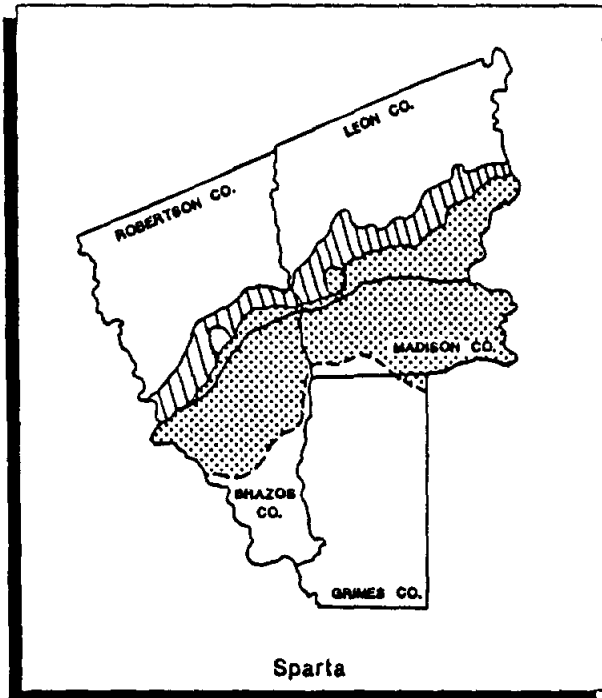 LEON CO.
ROBERTSON CO.
MADISON CO.
BRAZOS
CO.
GRIMES CO.
Sparta